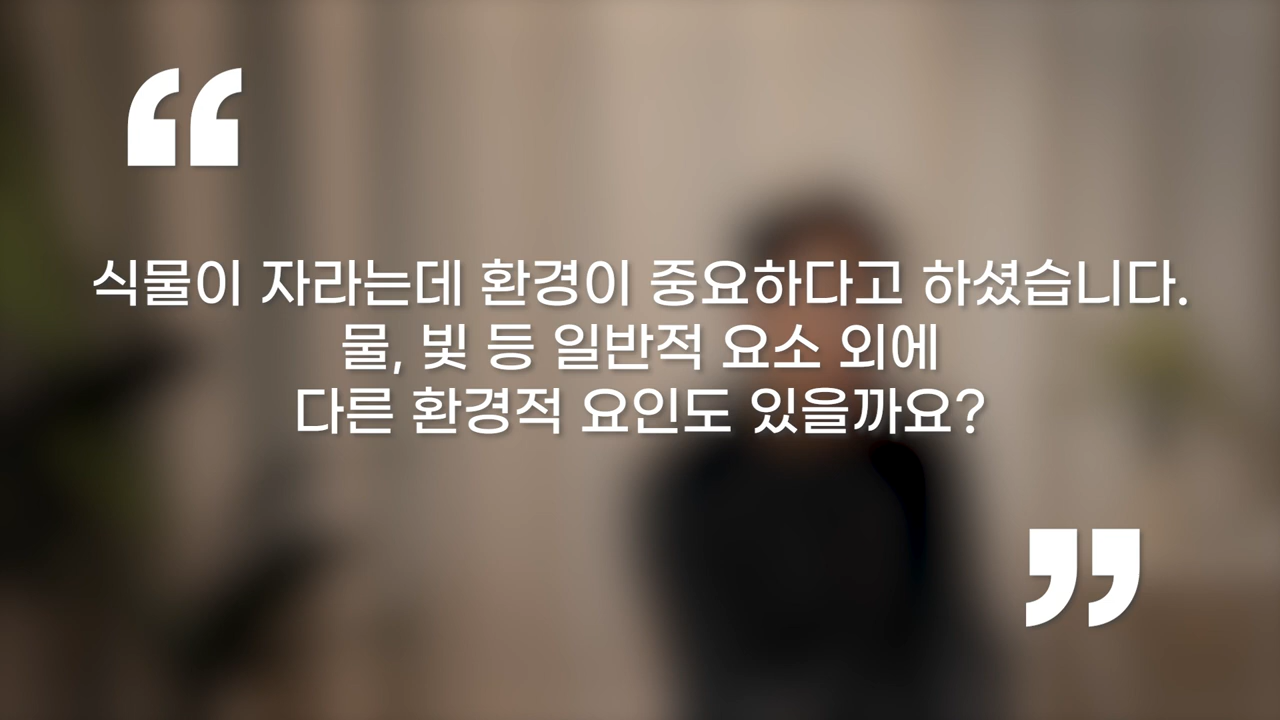 “
식물이 자라는데 환경이 중요하다고 하셨습니다.
물, 빛 등 일반적 요소 외에
다른 환경적 요인도 있을까요?
”